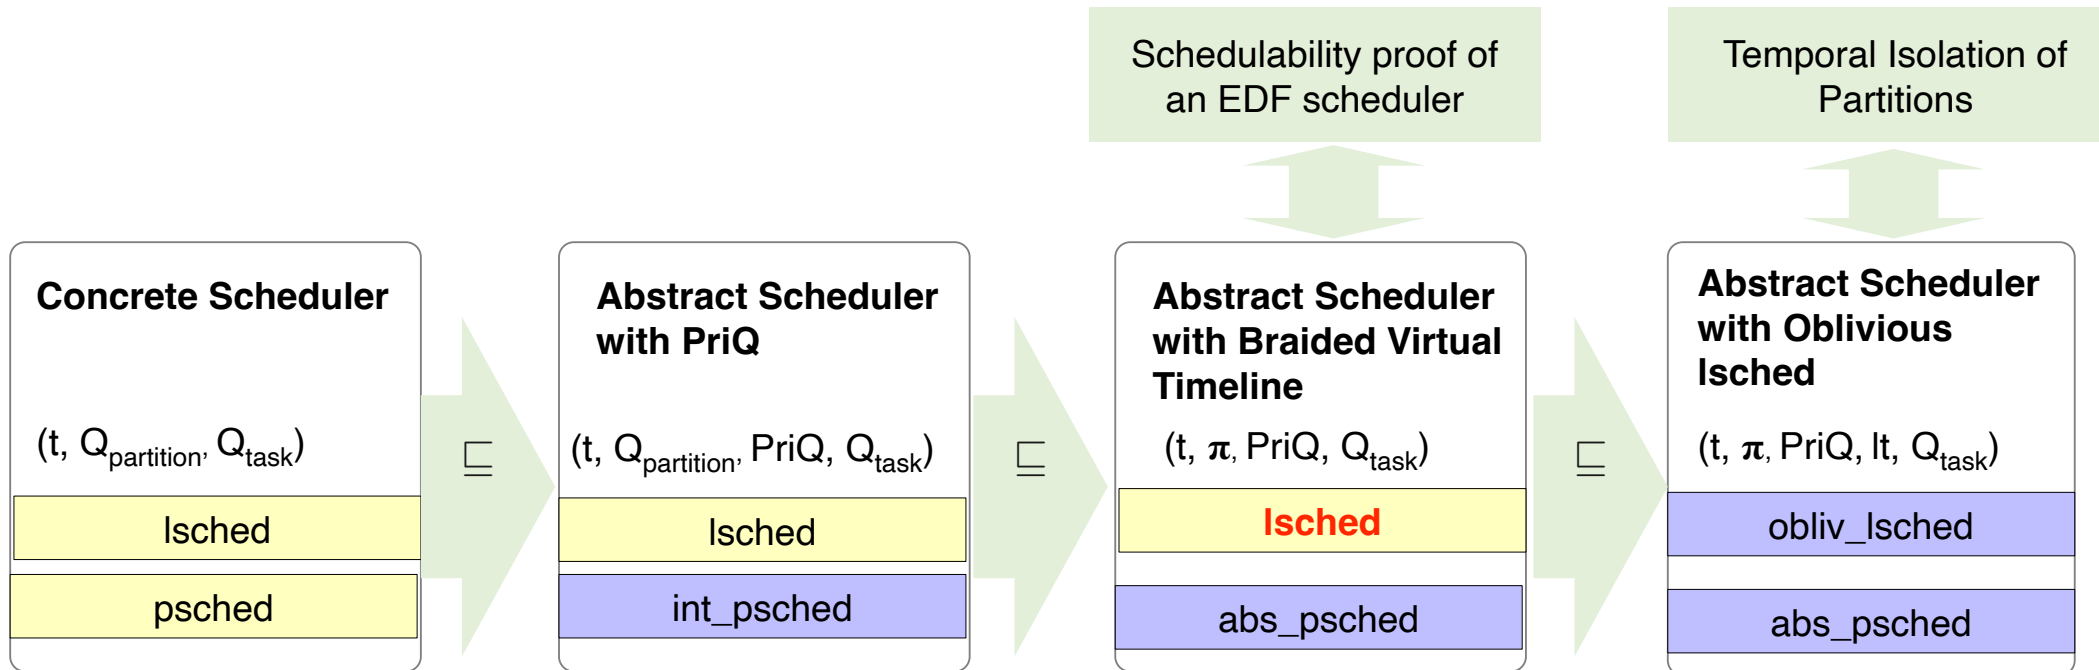 Schedulability proof of
an EDF scheduler
Temporal Isolation of
Partitions
Concrete Scheduler
(t, Qpartition, Qtask)
lsched
psched
⊑
Abstract Scheduler
with PriQ
(t, Qpartition, PriQ, Qtask)
lsched
int_psched
⊑
Abstract Scheduler
with Braided Virtual
Timeline
(t, π, PriQ, Qtask)
lsched
abs_psched
⊑
Abstract Scheduler
with Oblivious
lsched
(t, π, PriQ, lt, Qtask)
obliv_lsched
abs_psched